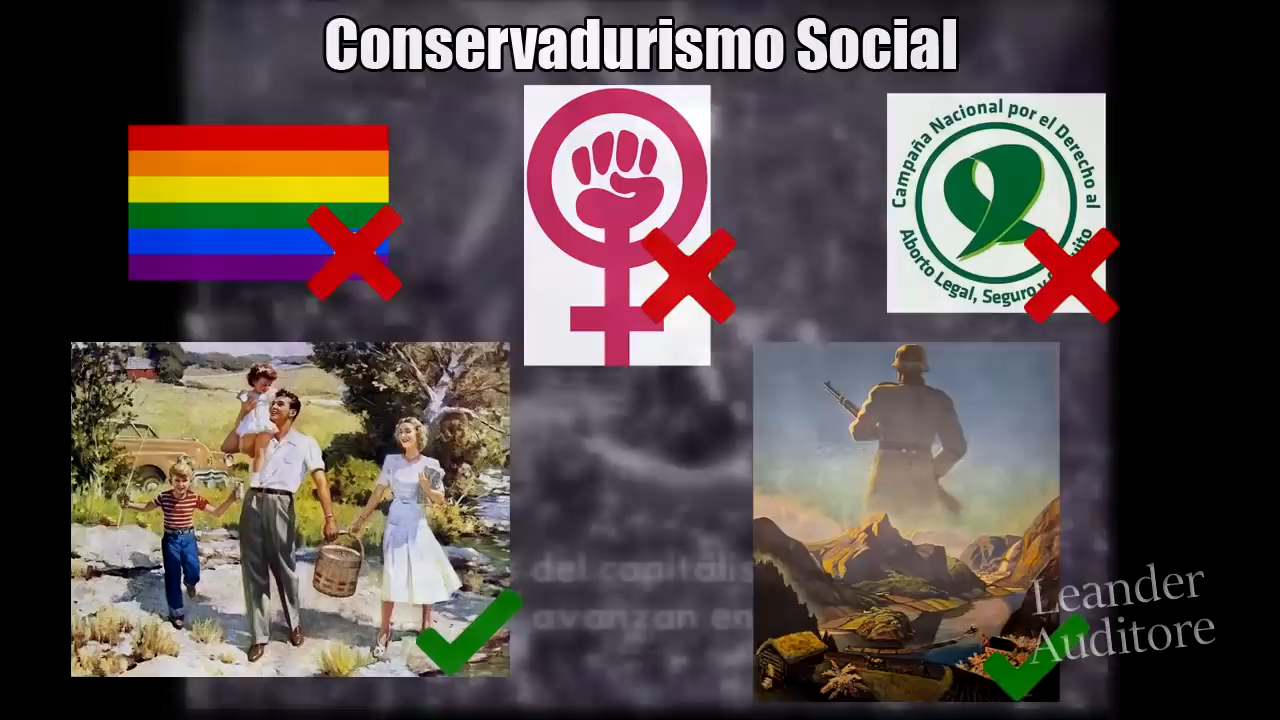 Conservadurismo Social
Campaña Nacional por el Derecho al
Aborto Legal, Seguro y
del capitalis
avanzan en
Leander
Auditore